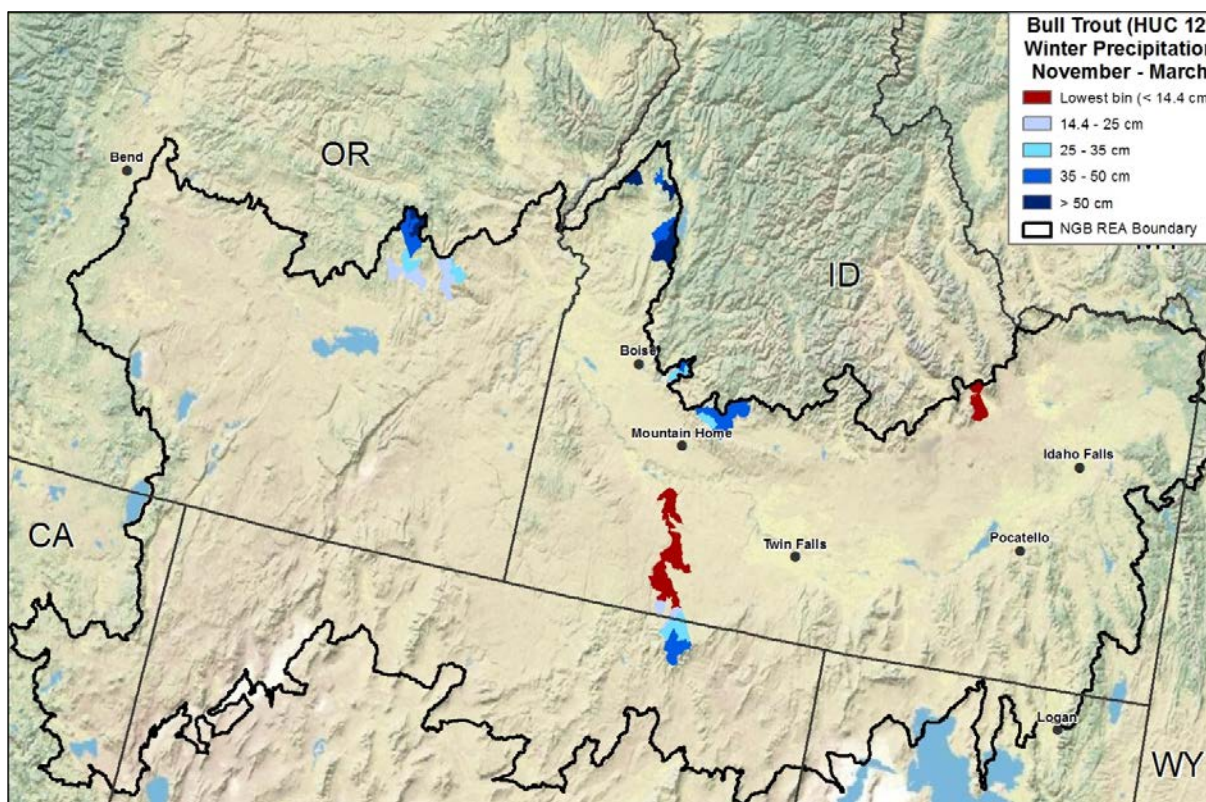 Bull Trout (HUC 12
Winter Precipitation
November - March
Lowest bin (< 14.4 cm
14.4 - 25 cm
25 - 35 cm
35 - 50 cm
> 50 cm
NGB REA Boundary
OR
Bend
ID
Boise
Mountain Home
Idaho Falls
CA
Twin Falls
Pocatello
Logan
WY